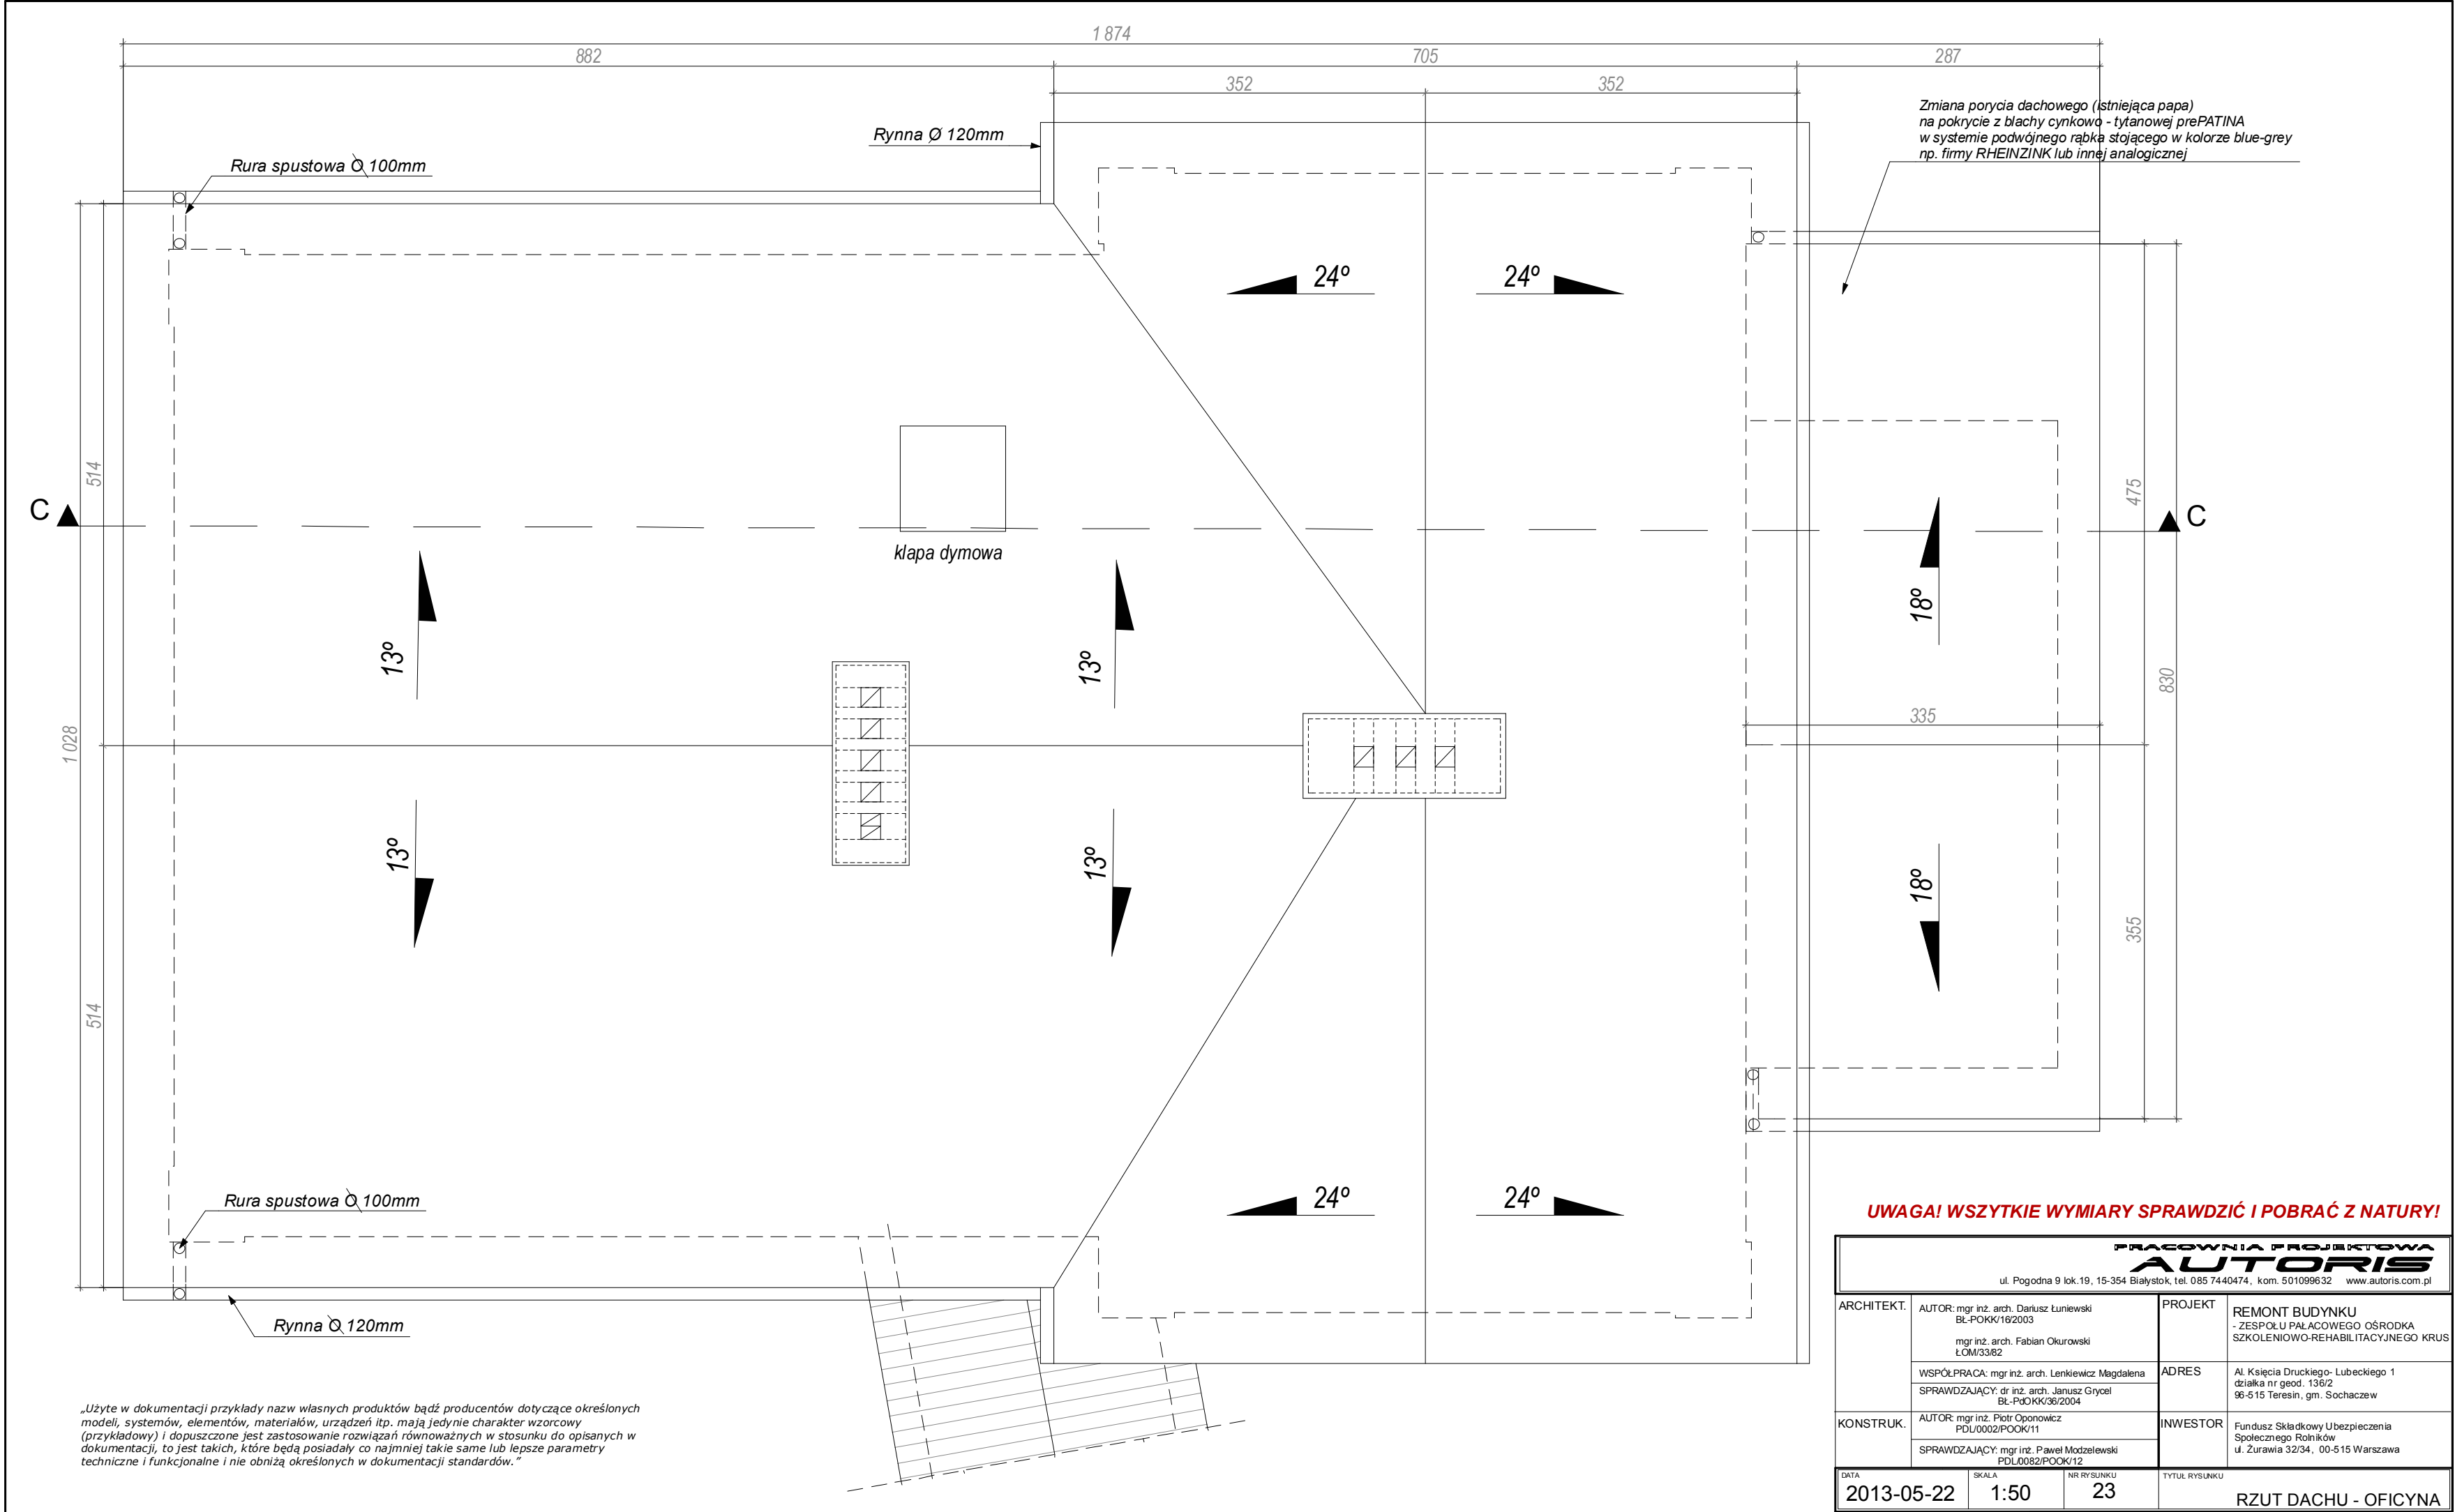 1 874
882
705
287
352
352
Zmiana porycia dachowego (istniejąca papa)
na pokrycie z blachy cynkowo - tytanowej prePATINA
w systemie podwójnego rąbka stojącego w kolorze blue-grey
np. firmy RHEINZINK lub innej analogicznej
Rynna Ø 120mm
Rura spustowa Ø 100mm
24º
24º
514
475
C
C
klapa dymowa
18º
13º
13º
830
335
1 028
13º
13º
18º
355
514
24º
24º
Rura spustowa Ø 100mm
Rynna Ø 120mm
UWAGA! WSZYTKIE WYMIARY SPRAWDZIĆ I POBRAĆ Z NATURY!
PRACOWNIA PROJEKTOWA
AUTORIS
ul. Pogodna 9 lok.19, 15-354 Białystok, tel. 085 7440474, kom. 501099632 www.autoris.com.pl
ARCHITEKT.
AUTOR: mgr inż. arch. Dariusz Łuniewski
BŁ-POKK/16/2003
mgr inż. arch. Fabian Okurowski
ŁOM/33/82
WSPÓŁPRACA: mgr inż. arch. Lenkiewicz Magdalena
SPRAWDZAJĄCY: dr inż. arch. Janusz Grycel
BŁ-PdOKK/36/2004
KONSTRUK.
AUTOR: mgr inż. Piotr Oponowicz
PDL/0002/POOK/11
SPRAWDZAJĄCY: mgr inż. Paweł Modzelewski
PDL/0082/POOK/12
PROJEKT
REMONT BUDYNKU
- ZESPOŁU PAŁACOWEGO OŚRODKA
SZKOLENIOWO-REHABILITACYJNEGO KRUS
ADRES
Al. Księcia Druckiego- Lubeckiego 1
działka nr geod. 136/2
96-515 Teresin, gm. Sochaczew
INWESTOR
Fundusz Składkowy Ubezpieczenia
Społecznego Rolników
ul. Żurawia 32/34, 00-515 Warszawa
DATA
2013-05-22
SKALA
1:50
NR RYSUNKU
23
TYTUŁ RYSUNKU
RZUT DACHU - OFICYNA
„Użyte w dokumentacji przykłady nazw własnych produktów bądź producentów dotyczące określonych
modeli, systemów, elementów, materiałów, urządzeń itp. mają jedynie charakter wzorcowy
(przykładowy) i dopuszczone jest zastosowanie rozwiązań równoważnych w stosunku do opisanych w
dokumentacji, to jest takich, które będą posiadały co najmniej takie same lub lepsze parametry
techniczne i funkcjonalne i nie obniżą określonych w dokumentacji standardów.”